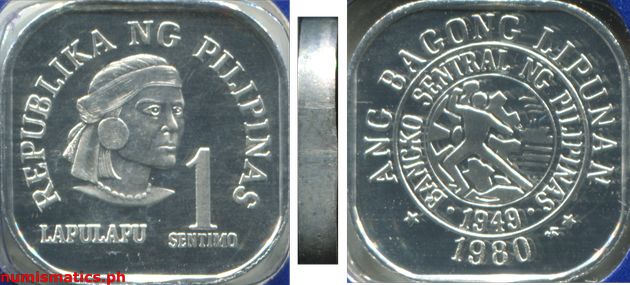 REPUBLIKA NG PILIPINAS
1
LAPULAPU SENTIMO
numismatics.ph
ANG BAGONG LIPUNAN
BANGKO SENTRAL NG PILIPINAS
1949
1980